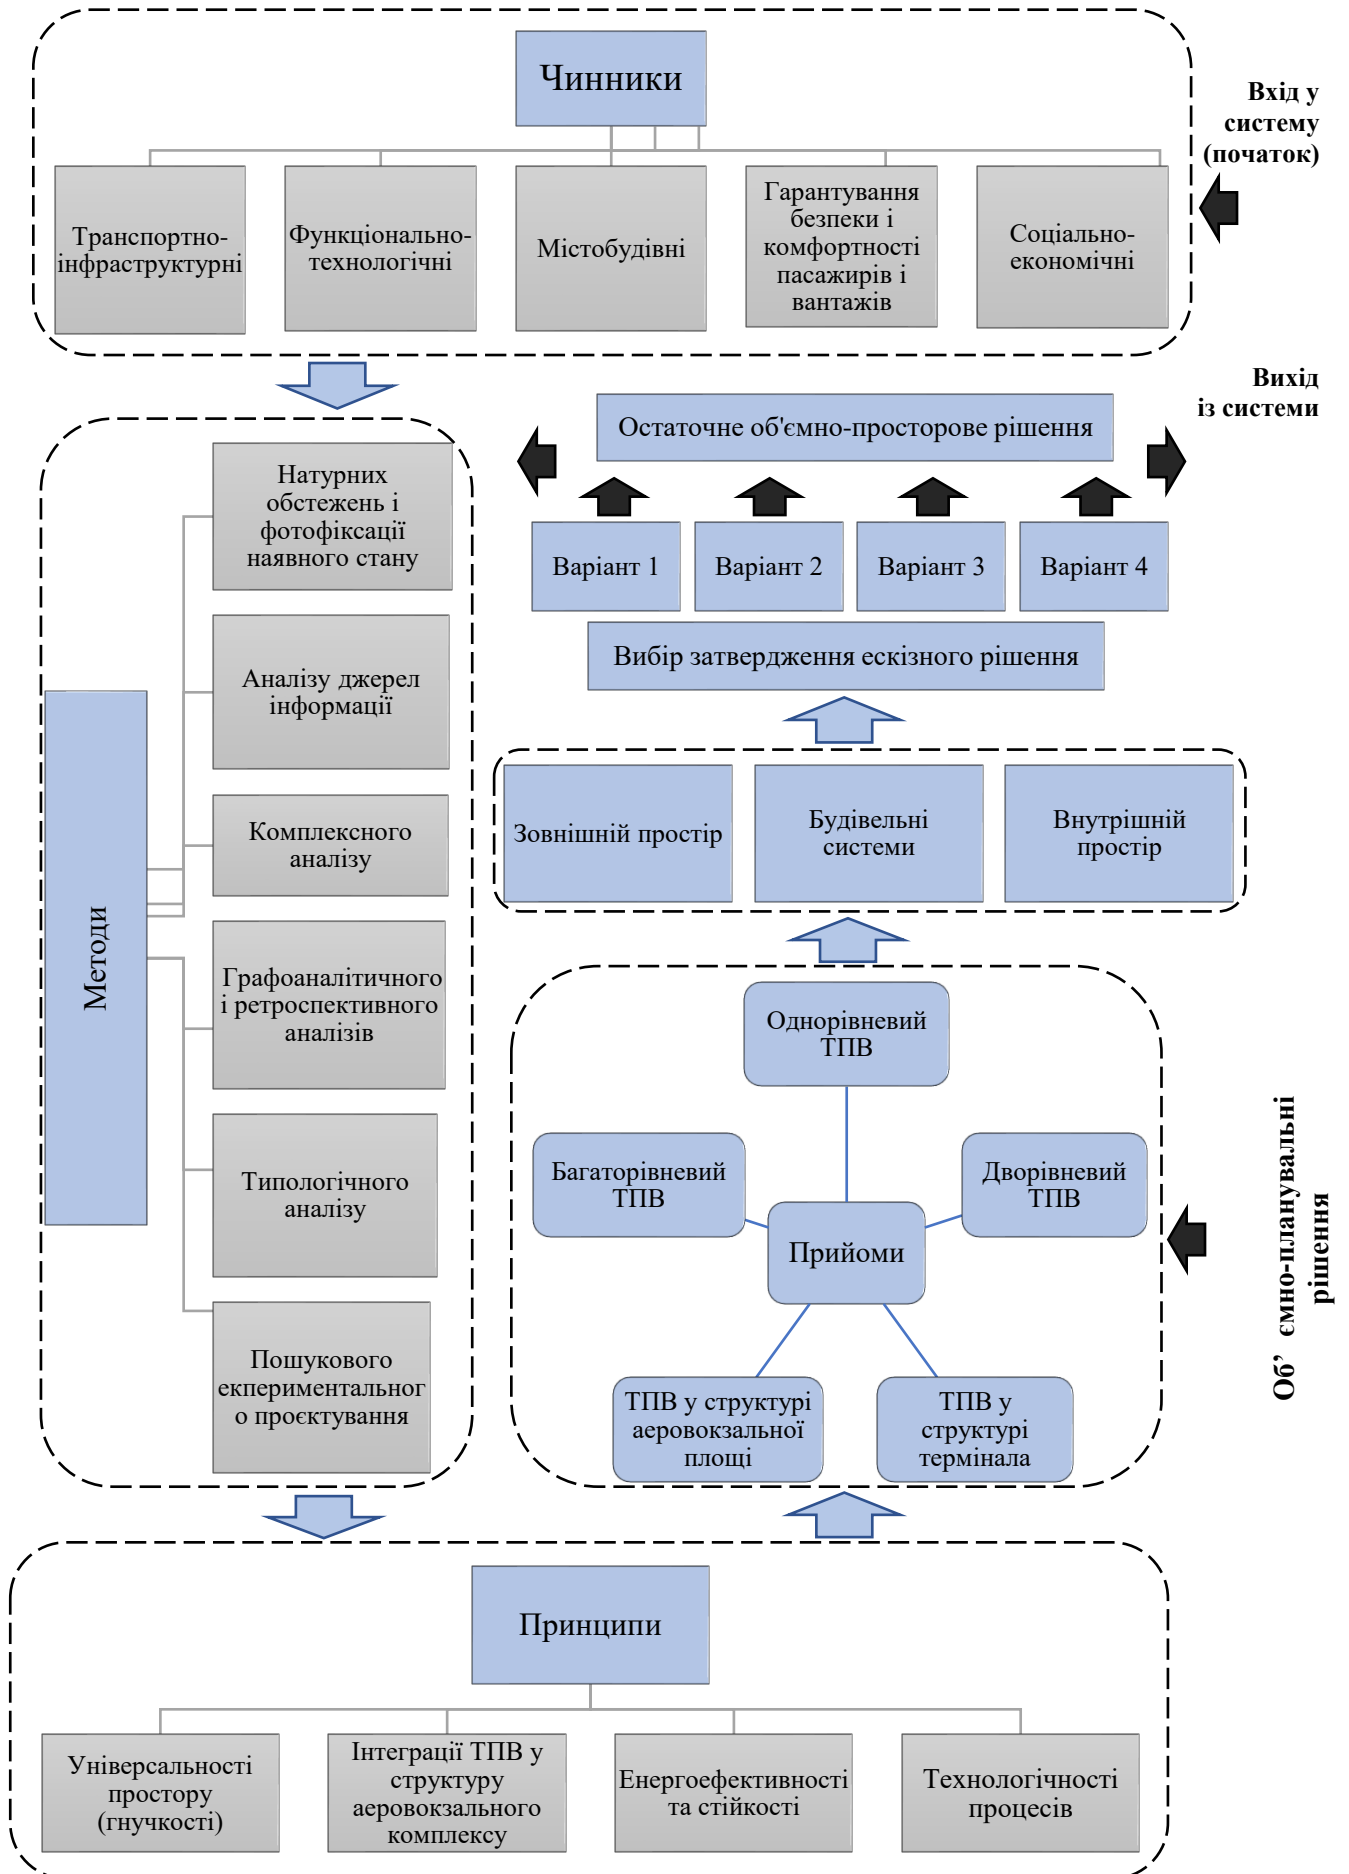 Чинники
Вхід у
систему
(початок)
Транспортно-
інфраструктурні
Функціонально-
технологічні
Містобудівні
Гарантування
безпеки і
комфортності
пасажирів і
вантажів
Соціально-
економічні
Вихід
із системи
Остаточне об'ємно-просторове рішення
Варіант 1
Варіант 2
Варіант 3
Варіант 4
Вибір затвердження ескізного рішення
Зовнішній простір
Будівельні
системи
Внутрішній
простір
Методи
Натурних
обстежень і
фотофіксації
наявного стану
Аналізу джерел
інформації
Комплексного
аналізу
Графоаналітичного
і ретроспективного
аналізів
Типологічного
аналізу
Пошукового
екпериментальног
о проєктування
Однорівневий
ТПВ
Багаторівневий
ТПВ
Дворівневий
ТПВ
Прийоми
ТПВ у структурі
аеровокзальної
площі
ТПВ у
структурі
термінала
Об’ ємно-планувальні
рішення
Принципи
Універсальності
простору
(гнучкості)
Інтеграції ТПВ у
структуру
аеровокзального
комплексу
Енергоефективності
та стійкості
Технологічності
процесів